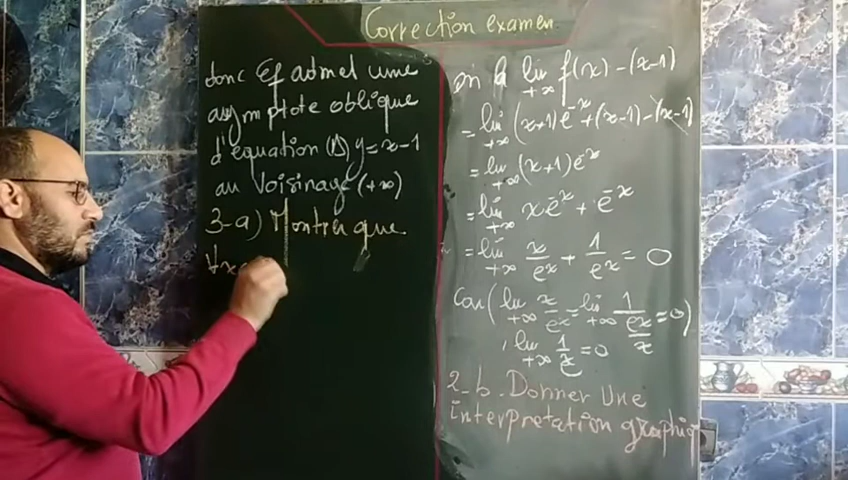 Correction examen
on a lim f(x) - (x-1)
+∞
= lim (x+1)e^-x + (x-1) - (x-1)
+∞
= lim (x+1)e^-x
+∞
= lim x e^-x + e^-x
+∞
= lim x/e^x + 1/e^x = 0
+∞
Car ( lim x/e^x = lim 1/(e^x/x) = 0 )
+∞ +∞
, lim 1/e^x = 0
+∞
2-b. Donner Une
interpretation graphiq
donc Cf admet une
asymptote oblique
d'équation (D) y = x-1
au voisinage (+∞)
3-a) Montrer que
∀x